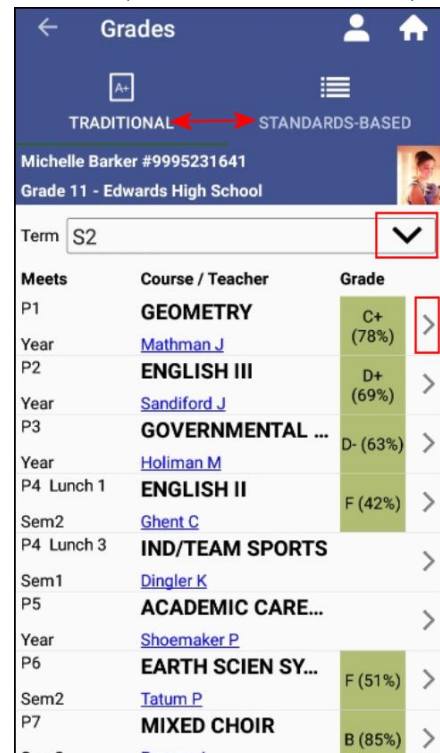 Grades
A+
TRADITIONAL STANDARDS-BASED
Michelle Barker #9995231641
Grade 11 - Edwards High School
Term S2
Meets Course / Teacher Grade
P1 GEOMETRY C+ (78%)
Year Mathman J
P2 ENGLISH III D+ (69%)
Year Sandiford J
P3 GOVERNMENTAL ... D- (63%)
Year Holiman M
P4 Lunch 1 ENGLISH II F (42%)
Sem2 Ghent C
P4 Lunch 3 IND/TEAM SPORTS
Sem1 Dingler K
P5 ACADEMIC CARE...
Year Shoemaker P
P6 EARTH SCIEN SY... F (51%)
Sem2 Tatum P
P7 MIXED CHOIR B (85%)